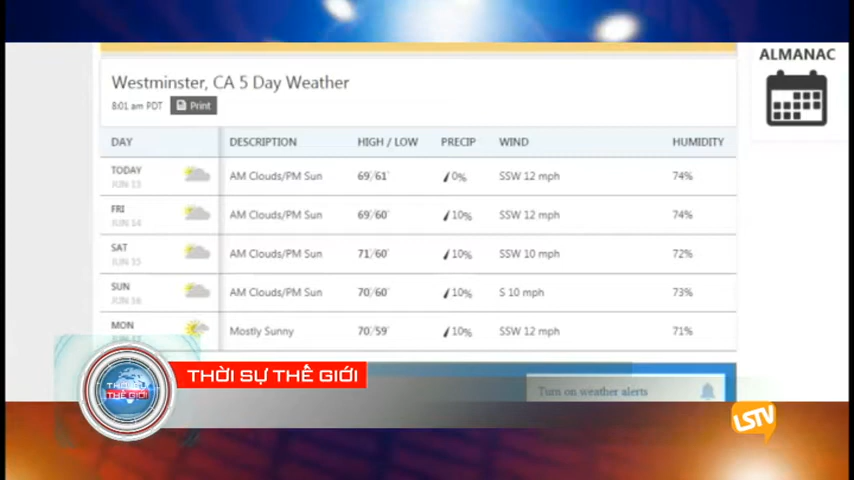 ALMANAC
Westminster, CA 5 Day Weather
8:01 am PDT Print
DAY DESCRIPTION HIGH / LOW PRECIP WIND HUMIDITY
TODAY AM Clouds/PM Sun 69°/61° 0% SSW 12 mph 74%
JUN 13
FRI AM Clouds/PM Sun 69°/60° 10% SSW 12 mph 74%
JUN 14
SAT AM Clouds/PM Sun 71°/60° 10% SSW 10 mph 72%
JUN 15
SUN AM Clouds/PM Sun 70°/60° 10% S 10 mph 73%
JUN 16
MON Mostly Sunny 70°/59° 10% SSW 12 mph 71%
THỜI SỰ THẾ GIỚI
THỜI SỰ
THẾ GIỚI
Turn on weather alerts
LSTV